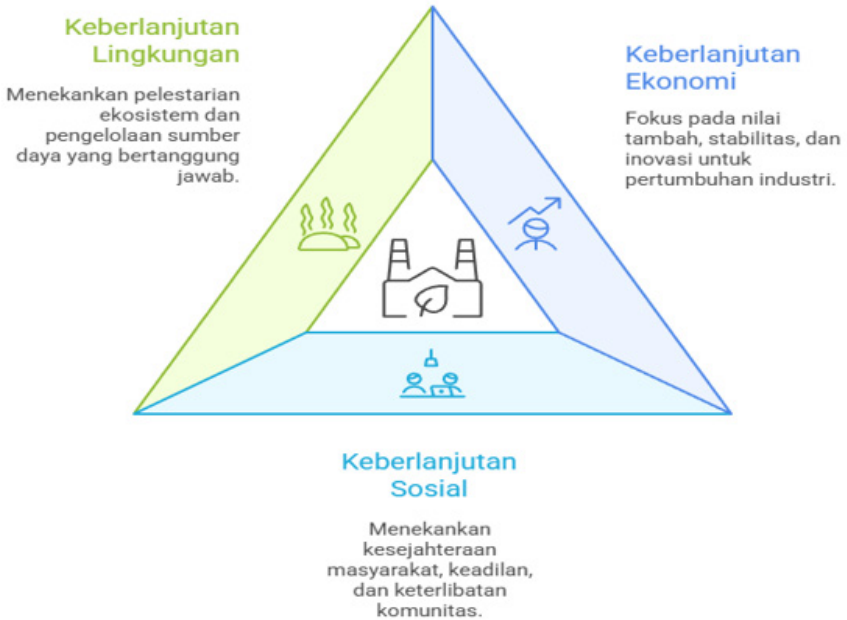 Keberlanjutan
Lingkungan
Menekankan pelestarian
ekosistem dan
pengelolaan sumber
daya yang bertanggung
jawab.
Keberlanjutan
Ekonomi
Fokus pada nilai
tambah, stabilitas, dan
inovasi untuk
pertumbuhan industri.
Keberlanjutan
Sosial
Menekankan
kesejahteraan
masyarakat, keadilan,
dan keterlibatan
komunitas.